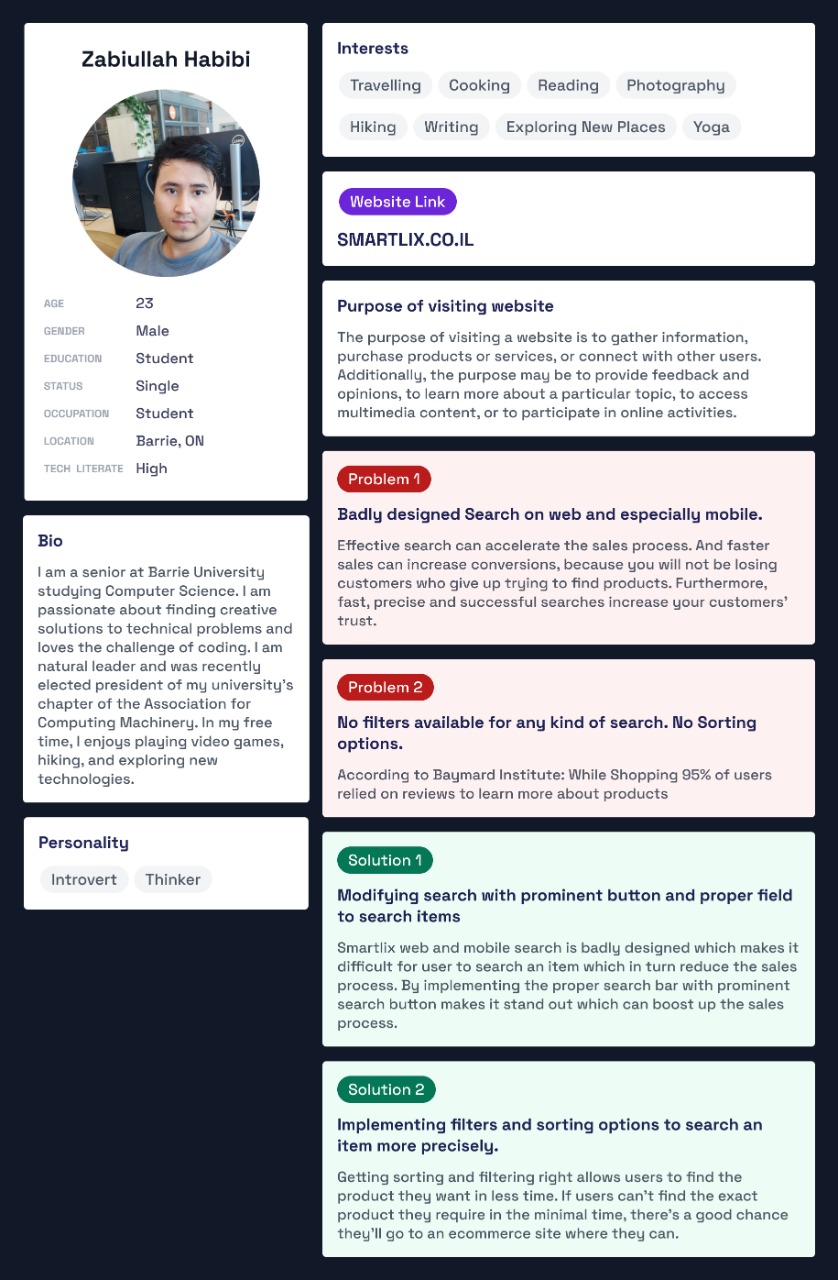 Zabiullah Habibi
AGE 23
GENDER Male
EDUCATION Student
STATUS Single
OCCUPATION Student
LOCATION Barrie, ON
TECH LITERATE High
Bio
I am a senior at Barrie University
studying Computer Science. I am
passionate about finding creative
solutions to technical problems and
loves the challenge of coding. I am
natural leader and was recently
elected president of my university's
chapter of the Association for
Computing Machinery. In my free
time, I enjoys playing video games,
hiking, and exploring new
technologies.
Personality
Introvert Thinker
Interests
Travelling Cooking Reading Photography
Hiking Writing Exploring New Places Yoga
Website Link
SMARTLIX.CO.IL
Purpose of visiting website
The purpose of visiting a website is to gather information,
purchase products or services, or connect with other users.
Additionally, the purpose may be to provide feedback and
opinions, to learn more about a particular topic, to access
multimedia content, or to participate in online activities.
Problem 1
Badly designed Search on web and especially mobile.
Effective search can accelerate the sales process. And faster
sales can increase conversions, because you will not be losing
customers who give up trying to find products. Furthermore,
fast, precise and successful searches increase your customers'
trust.
Problem 2
No filters available for any kind of search. No Sorting
options.
According to Baymard Institute: While Shopping 95% of users
relied on reviews to learn more about products
Solution 1
Modifying search with prominent button and proper field
to search items
Smartlix web and mobile search is badly designed which makes it
difficult for user to search an item which in turn reduce the sales
process. By implementing the proper search bar with prominent
search button makes it stand out which can boost up the sales
process.
Solution 2
Implementing filters and sorting options to search an
item more precisely.
Getting sorting and filtering right allows users to find the
product they want in less time. If users can't find the exact
product they require in the minimal time, there's a good chance
they'll go to an ecommerce site where they can.